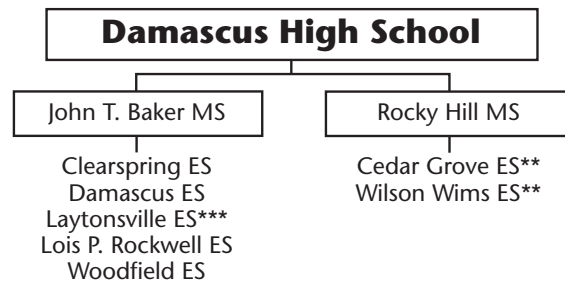 Damascus High School
John T. Baker MS
Clearspring ES
Damascus ES
Laytonsville ES***
Lois P. Rockwell ES
Woodfield ES
Rocky Hill MS
Cedar Grove ES**
Wilson Wims ES**